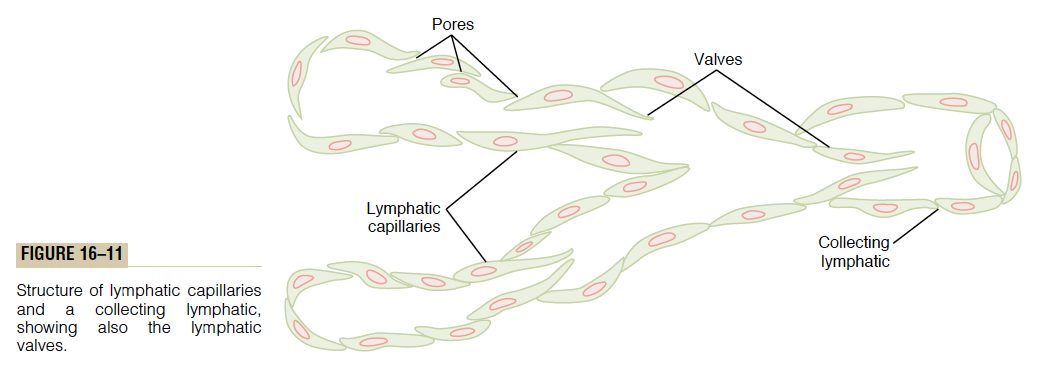 Pores
Valves
Lymphatic
capillaries
Collecting
lymphatic
FIGURE 16–11
Structure of lymphatic capillaries
and a collecting lymphatic,
showing also the lymphatic
valves.